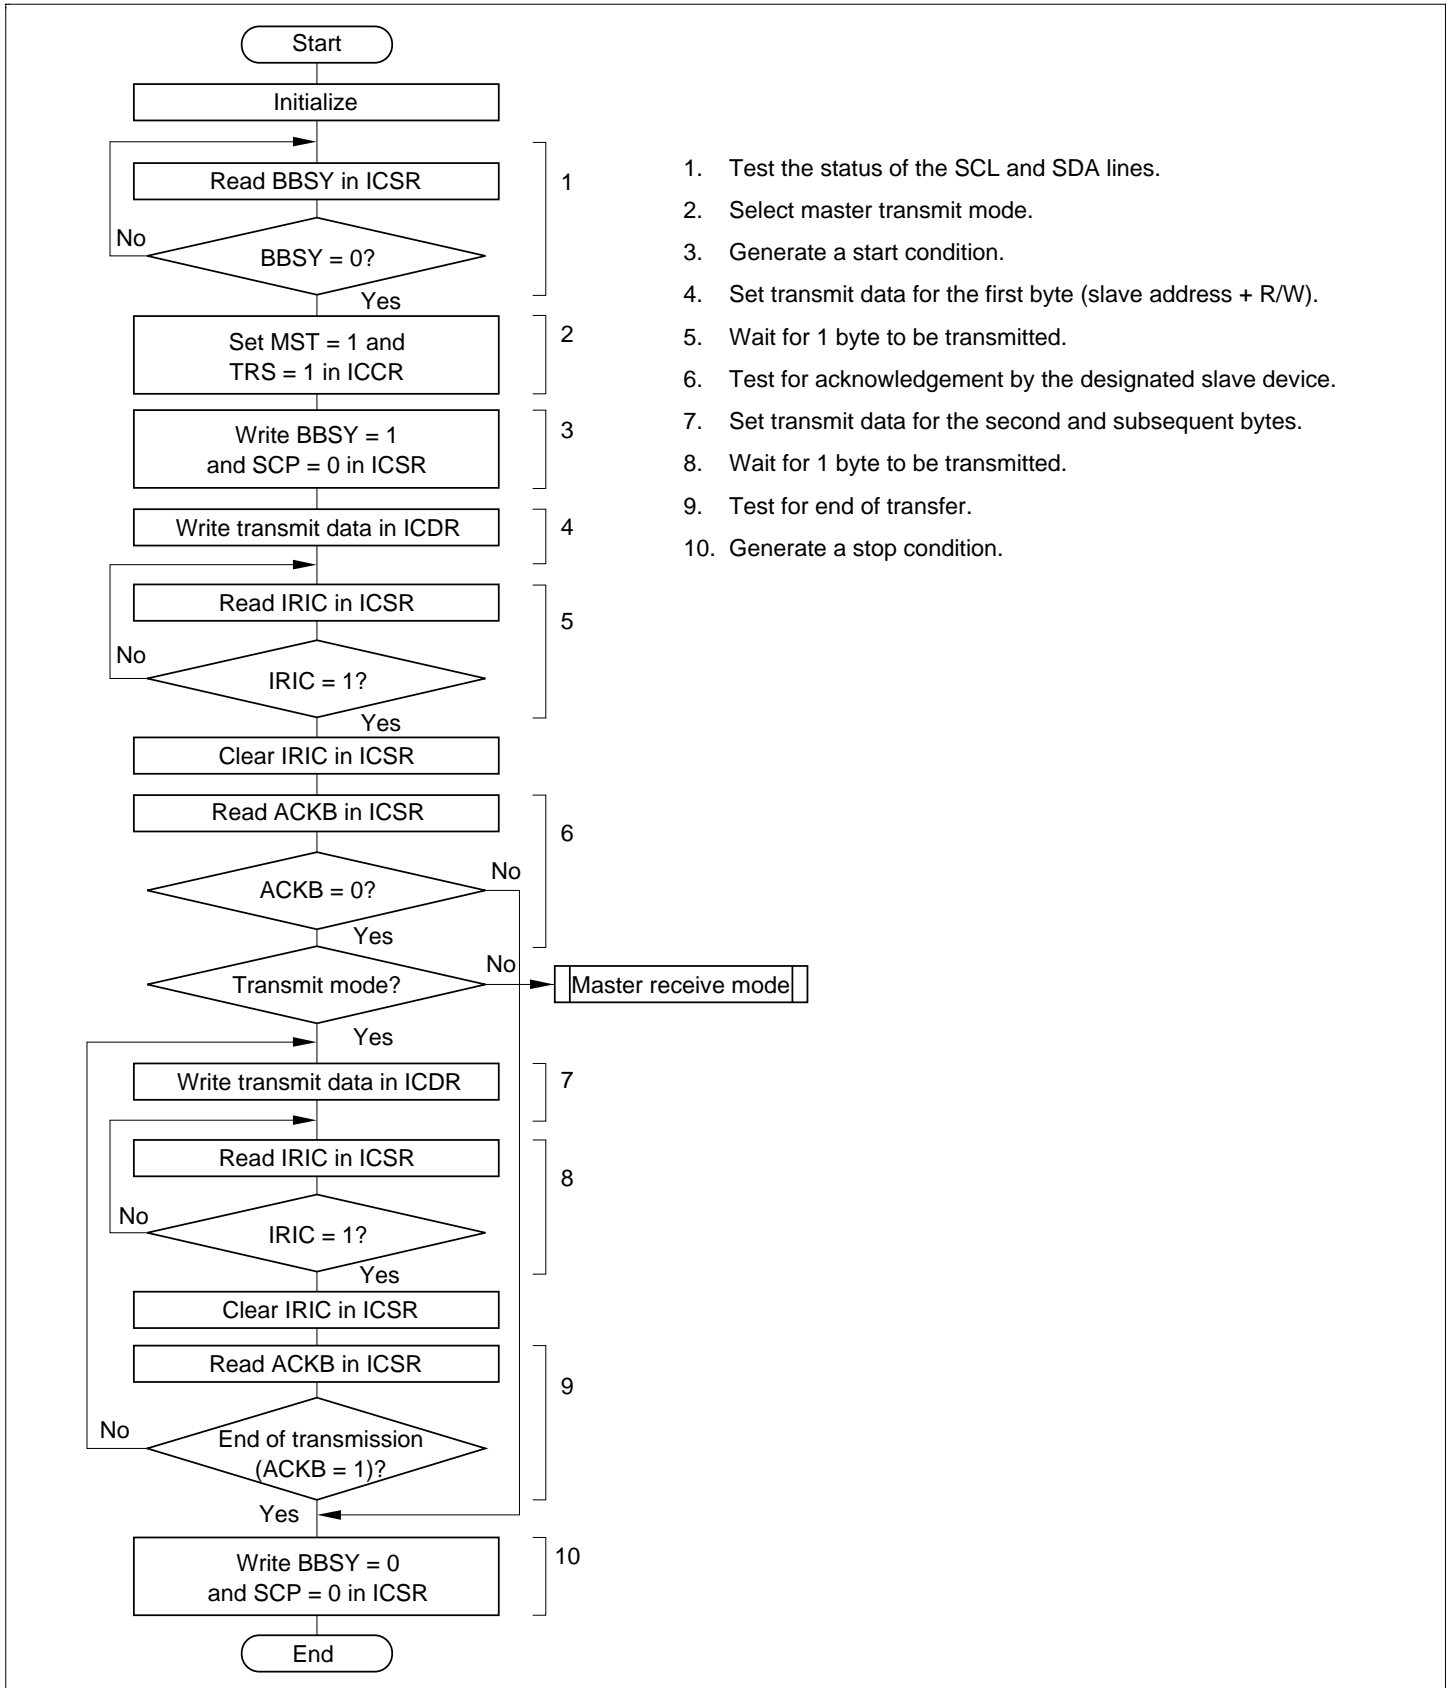 Start
Initialize
Read BBSY in ICSR
1
No
BBSY = 0?
Yes
Set MST = 1 and
TRS = 1 in ICCR
2
Write BBSY = 1
and SCP = 0 in ICSR
3
Write transmit data in ICDR
4
Read IRIC in ICSR
5
No
IRIC = 1?
Yes
Clear IRIC in ICSR
Read ACKB in ICSR
6
No
ACKB = 0?
Yes
No
Transmit mode?
Master receive mode
Yes
Write transmit data in ICDR
7
Read IRIC in ICSR
8
No
IRIC = 1?
Yes
Clear IRIC in ICSR
Read ACKB in ICSR
9
No
End of transmission
(ACKB = 1)?
Yes
Write BBSY = 0
and SCP = 0 in ICSR
10
End
1. Test the status of the SCL and SDA lines.
2. Select master transmit mode.
3. Generate a start condition.
4. Set transmit data for the first byte (slave address + R/W).
5. Wait for 1 byte to be transmitted.
6. Test for acknowledgement by the designated slave device.
7. Set transmit data for the second and subsequent bytes.
8. Wait for 1 byte to be transmitted.
9. Test for end of transfer.
10. Generate a stop condition.